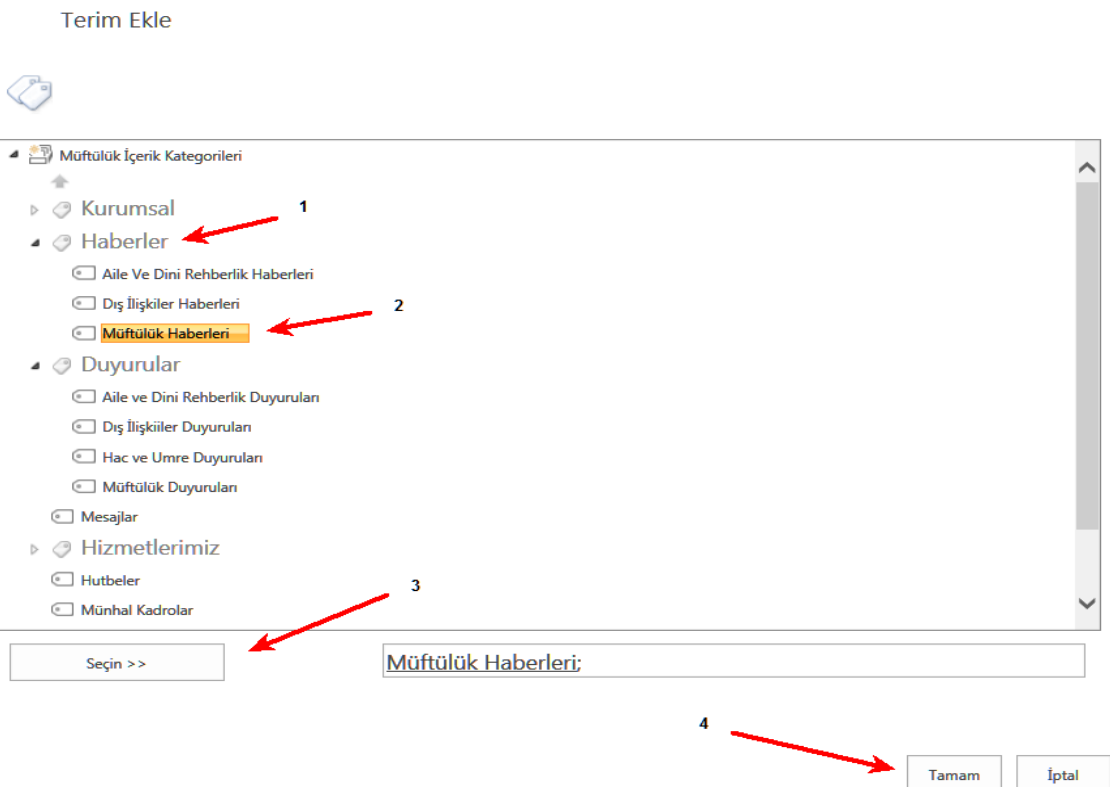 Terim Ekle
Müftülük İçerik Kategorileri
Kurumsal
1
Haberler
Aile Ve Dini Rehberlik Haberleri
Dış İlişkiler Haberleri
2
Müftülük Haberleri
Duyurular
Aile ve Dini Rehberlik Duyuruları
Dış İlişkiiler Duyuruları
Hac ve Umre Duyuruları
Müftülük Duyuruları
Mesajlar
Hizmetlerimiz
Hutbeler
3
Münhal Kadrolar
Seçin >>
Müftülük Haberleri;
4
Tamam
İptal